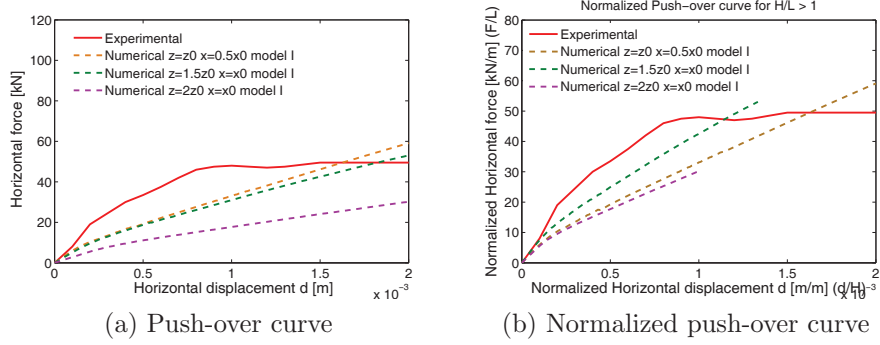 120
100
80
60
40
20
0
Horizontal force [kN]
Experimental
Numerical z=z0 x=0.5x0 model I
Numerical z=1.5z0 x=x0 model I
Numerical z=2z0 x=x0 model I
0 0.5 1 1.5 2
Horizontal displacement d [m]
x 10⁻³
(a) Push-over curve
Normalized Push-over curve for H/L > 1
80
70
60
50
40
30
20
10
0
Normalized Horizontal force [kN/m] (F/L)
Experimental
Numerical z=z0 x=0.5x0 model I
Numerical z=1.5z0 x=x0 model I
Numerical z=2z0 x=x0 model I
0 0.5 1 1.5 2
Normalized Horizontal displacement d [m/m] (d/H)
x 10⁻³
(b) Normalized push-over curve